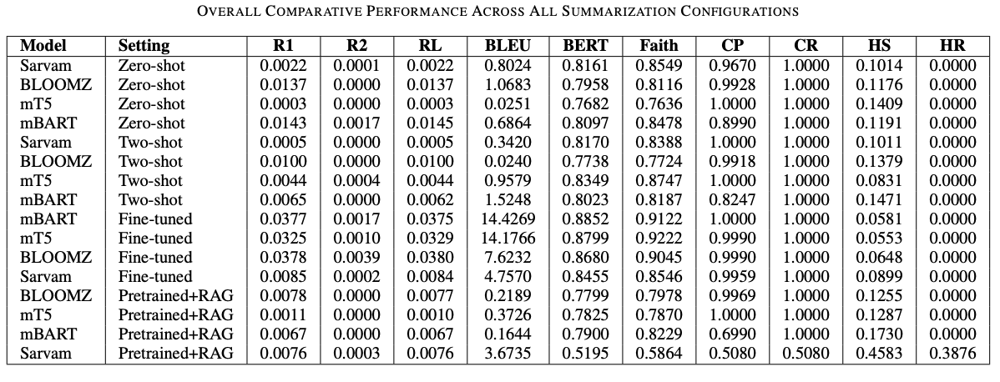 OVERALL COMPARATIVE PERFORMANCE ACROSS ALL SUMMARIZATION CONFIGURATIONS
Model Setting R1 R2 RL BLEU BERT Faith CP CR HS HR
Sarvam Zero-shot 0.0022 0.0001 0.0022 0.8024 0.8161 0.8549 0.9670 1.0000 0.1014 0.0000
BLOOMZ Zero-shot 0.0137 0.0000 0.0137 1.0683 0.7958 0.8116 0.9928 1.0000 0.1176 0.0000
mT5 Zero-shot 0.0003 0.0000 0.0003 0.0251 0.7682 0.7636 1.0000 1.0000 0.1409 0.0000
mBART Zero-shot 0.0143 0.0017 0.0145 0.6864 0.8097 0.8478 0.8990 1.0000 0.1191 0.0000
Sarvam Two-shot 0.0005 0.0000 0.0005 0.3420 0.8170 0.8388 1.0000 1.0000 0.1011 0.0000
BLOOMZ Two-shot 0.0100 0.0000 0.0100 0.0240 0.7738 0.7724 0.9918 1.0000 0.1379 0.0000
mT5 Two-shot 0.0044 0.0004 0.0044 0.9579 0.8349 0.8747 1.0000 1.0000 0.0831 0.0000
mBART Two-shot 0.0065 0.0000 0.0062 1.5248 0.8023 0.8187 0.8247 1.0000 0.1471 0.0000
mBART Fine-tuned 0.0377 0.0017 0.0375 14.4269 0.8852 0.9122 1.0000 1.0000 0.0581 0.0000
mT5 Fine-tuned 0.0325 0.0010 0.0329 14.1766 0.8799 0.9222 0.9990 1.0000 0.0553 0.0000
BLOOMZ Fine-tuned 0.0378 0.0039 0.0380 7.6232 0.8680 0.9045 0.9990 1.0000 0.0648 0.0000
Sarvam Fine-tuned 0.0085 0.0002 0.0084 4.7570 0.8455 0.8546 0.9959 1.0000 0.0899 0.0000
BLOOMZ Pretrained+RAG 0.0078 0.0000 0.0077 0.2189 0.7799 0.7978 0.9969 1.0000 0.1255 0.0000
mT5 Pretrained+RAG 0.0011 0.0000 0.0010 0.3726 0.7825 0.7870 1.0000 1.0000 0.1287 0.0000
mBART Pretrained+RAG 0.0067 0.0000 0.0067 0.1644 0.7900 0.8229 0.6990 1.0000 0.1730 0.0000
Sarvam Pretrained+RAG 0.0076 0.0003 0.0076 3.6735 0.5195 0.5864 0.5080 0.5080 0.4583 0.3876